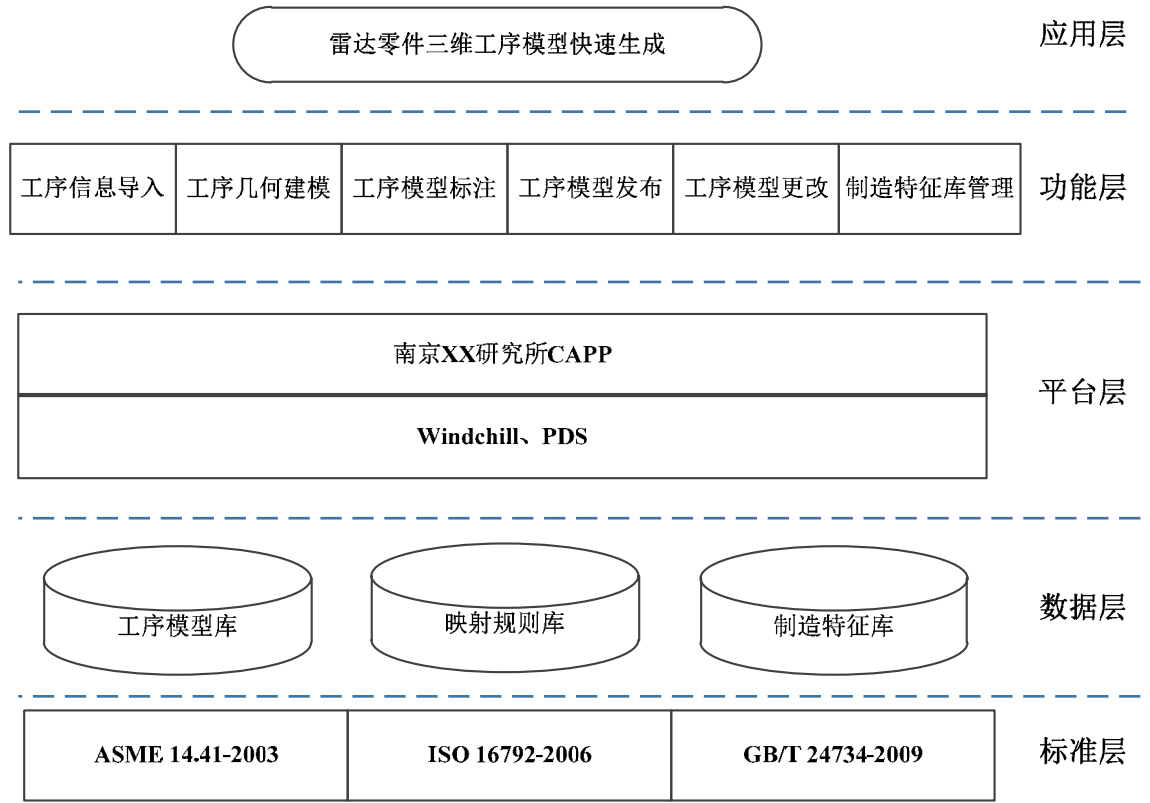 雷达零件三维工序模型快速生成
应用层
工序信息导入
工序几何建模
工序模型标注
工序模型发布
工序模型更改
制造特征库管理
功能层
南京XX研究所CAPP
Windchill、PDS
平台层
工序模型库
映射规则库
制造特征库
数据层
ASME 14.41-2003
ISO 16792-2006
GB/T 24734-2009
标准层